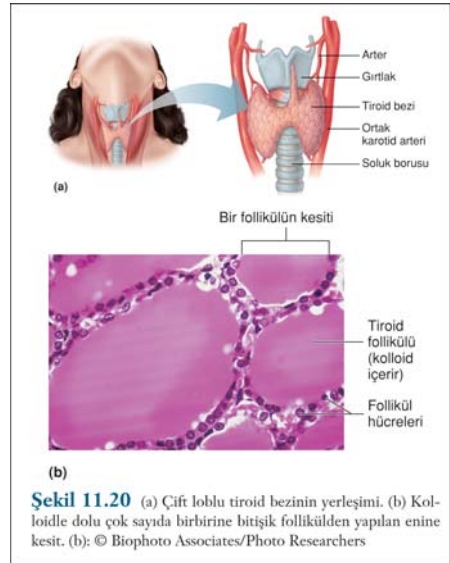 Arter
Gırtlak
Tiroid bezi
Ortak
karotid arteri
Soluk borusu
(a)
Bir follikülün kesiti
Tiroid
follikülü
(kolloid
içerir)
Follikül
hücreleri
(b)
Şekil 11.20 (a) Çift loblu tiroid bezinin yerleşimi. (b) Kol-
loidle dolu çok sayıda birbirine bitişik follikülden yapılan enine
kesit. (b): © Biophoto Associates/Photo Researchers